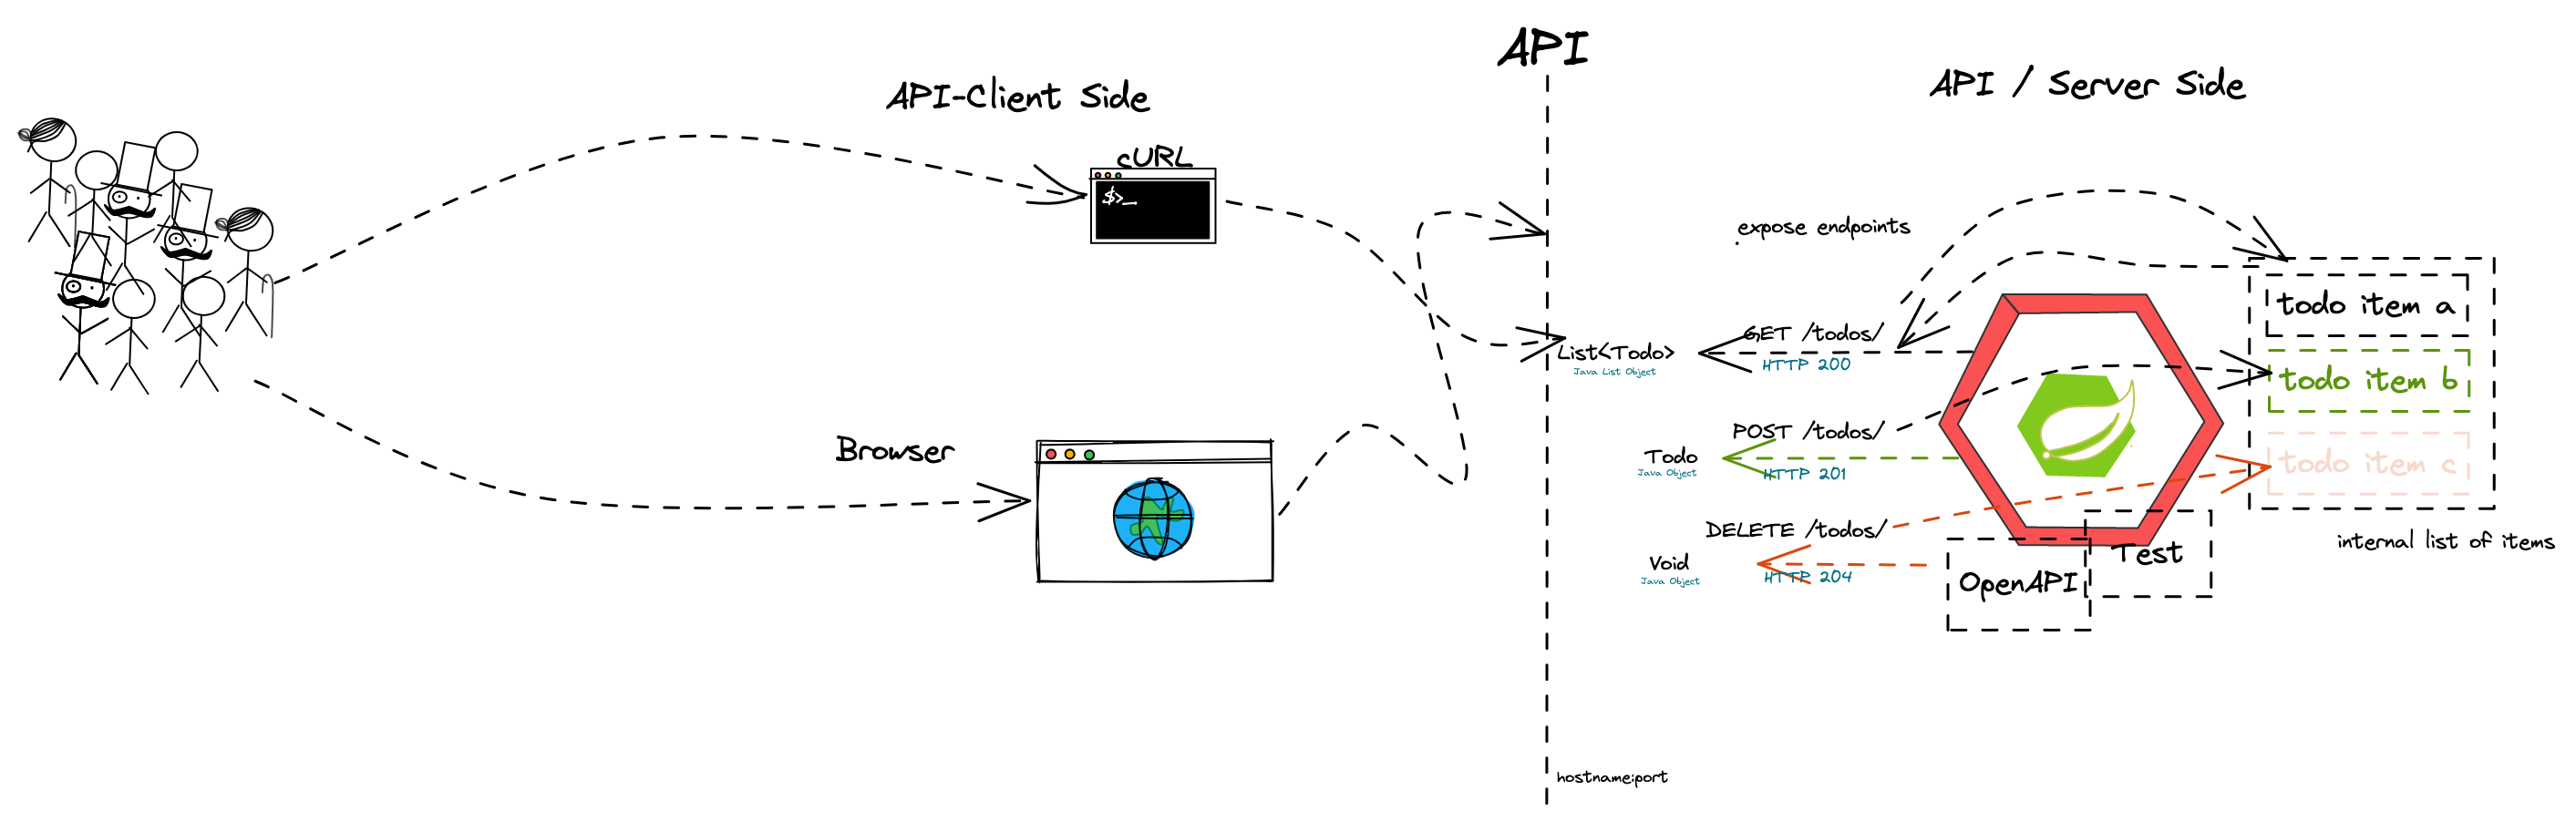 API
API-Client Side
API / Server Side
cURL
$>_
expose endpoints
todo item a
GET /todos/
List<Todo>
Java List Object
HTTP 200
todo item b
POST /todos/
Browser
Todo
Java Object
HTTP 201
todo item c
DELETE /todos/
internal list of items
Void
Java Object
HTTP 204
Test
OpenAPI
hostname:port